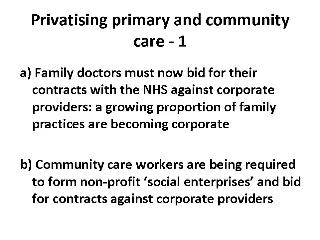 Privatising primary and community
care - 1
a) Family doctors must now bid for their
contracts with the NHS against corporate
providers: a growing proportion of family
practices are becoming corporate
b) Community care workers are being required
to form non-profit ‘social enterprises’ and bid
for contracts against corporate providers